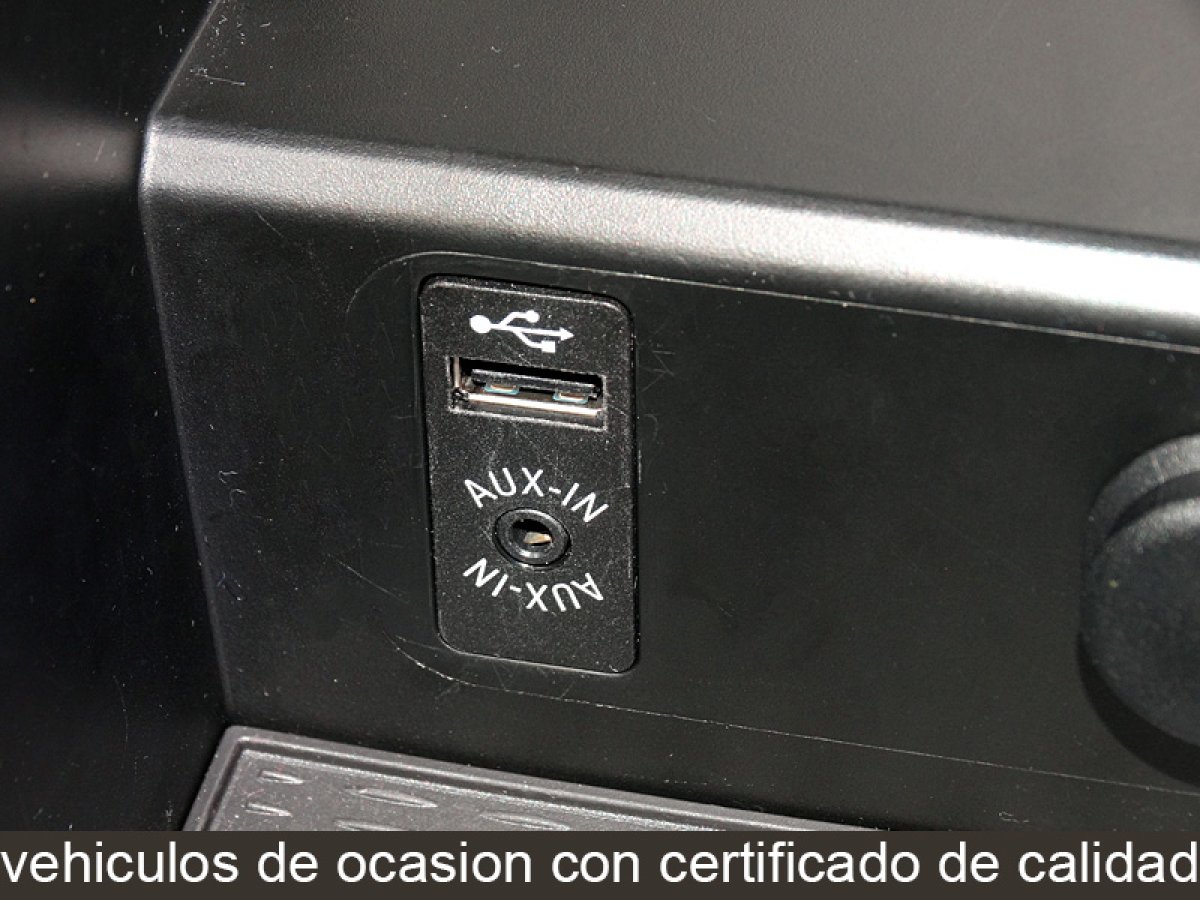 AUX-IN
AUX-IN
vehiculos de ocasion con certificado de calidad